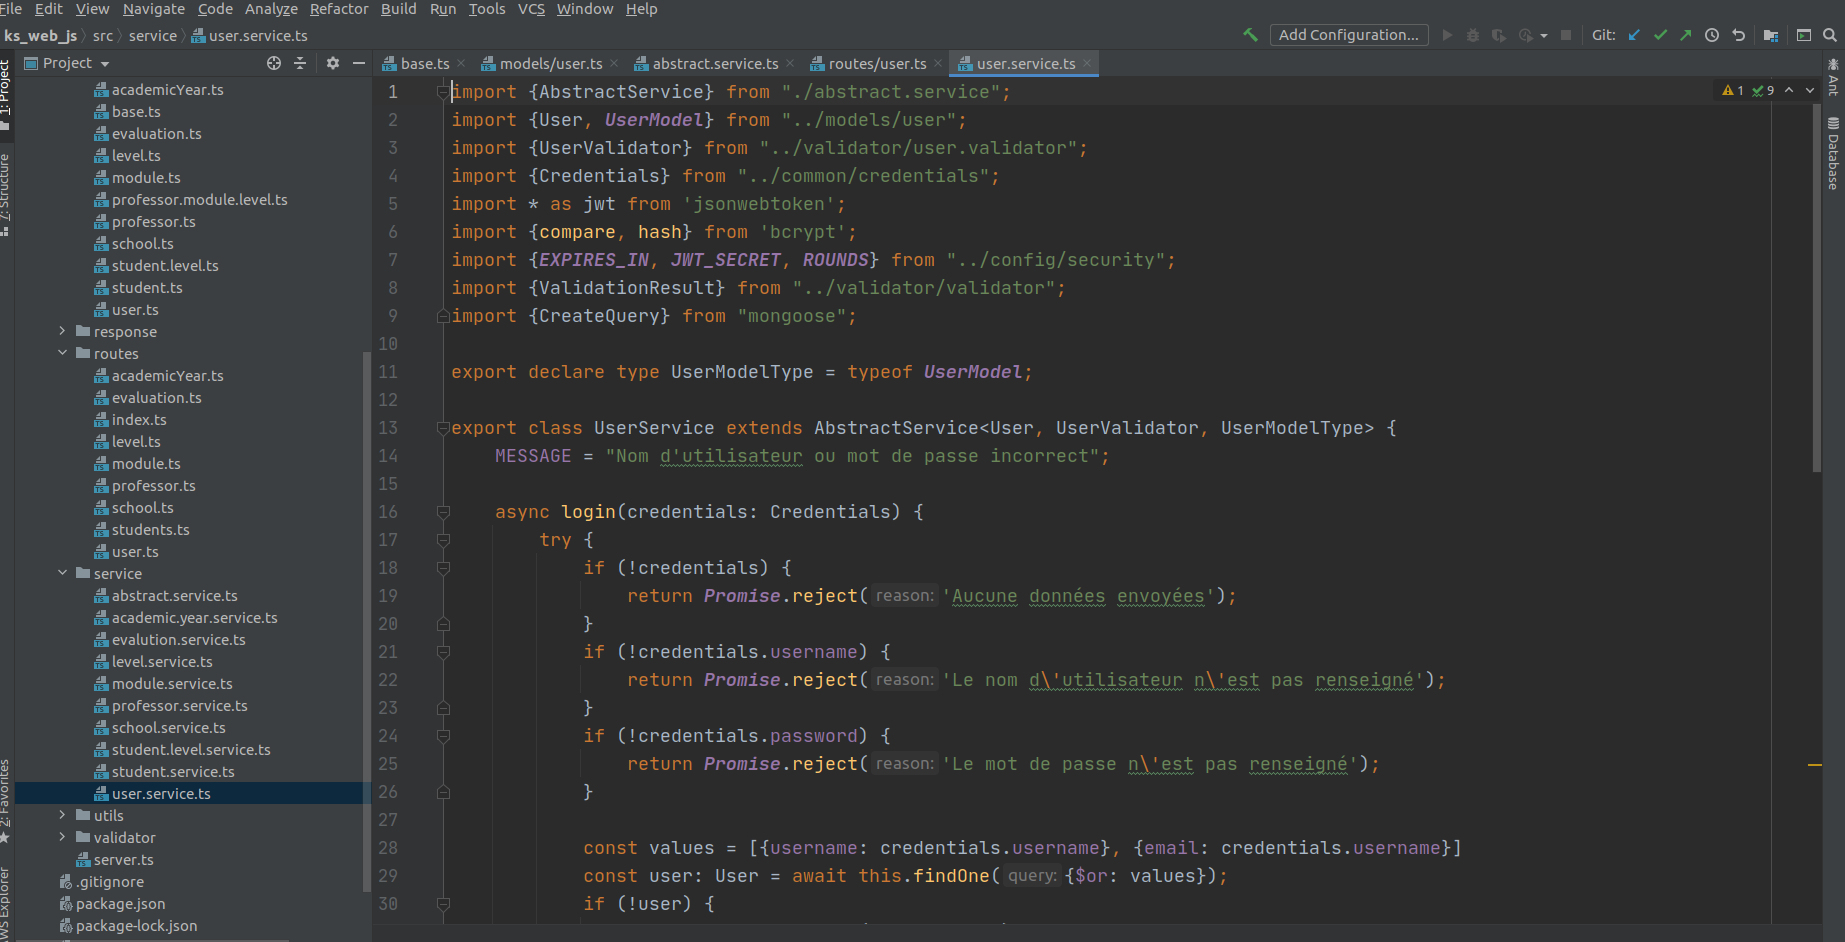 File Edit View Navigate Code Analyze Refactor Build Run Tools VCS Window Help
ks_web_js src service user.service.ts
Add Configuration...
Git:
1: Project
7: Structure
2: Favorites
AWS Explorer
Project
academicYear.ts
base.ts
evaluation.ts
level.ts
module.ts
professor.module.level.ts
professor.ts
school.ts
student.level.ts
student.ts
user.ts
response
routes
academicYear.ts
evaluation.ts
index.ts
level.ts
module.ts
professor.ts
school.ts
students.ts
user.ts
service
abstract.service.ts
academic.year.service.ts
evalution.service.ts
level.service.ts
module.service.ts
professor.service.ts
school.service.ts
student.level.service.ts
student.service.ts
user.service.ts
utils
validator
server.ts
.gitignore
package.json
package-lock.json
base.ts models/user.ts abstract.service.ts routes/user.ts user.service.ts
1 9
1 import {AbstractService} from "./abstract.service";
2 import {User, UserModel} from "../models/user";
3 import {UserValidator} from "../validator/user.validator";
4 import {Credentials} from "../common/credentials";
5 import * as jwt from 'jsonwebtoken';
6 import {compare, hash} from 'bcrypt';
7 import {EXPIRES_IN, JWT_SECRET, ROUNDS} from "../config/security";
8 import {ValidationResult} from "../validator/validator";
9 import {CreateQuery} from "mongoose";
10
11 export declare type UserModelType = typeof UserModel;
12
13 export class UserService extends AbstractService<User, UserValidator, UserModelType> {
14 MESSAGE = "Nom d'utilisateur ou mot de passe incorrect";
15
16 async login(credentials: Credentials) {
17 try {
18 if (!credentials) {
19 return Promise.reject( reason: 'Aucune données envoyées');
20 }
21 if (!credentials.username) {
22 return Promise.reject( reason: 'Le nom d\'utilisateur n\'est pas renseigné');
23 }
24 if (!credentials.password) {
25 return Promise.reject( reason: 'Le mot de passe n\'est pas renseigné');
26 }
27
28 const values = [{username: credentials.username}, {email: credentials.username}]
29 const user: User = await this.findOne( query: {$or: values});
30 if (!user) {
Ant
Database